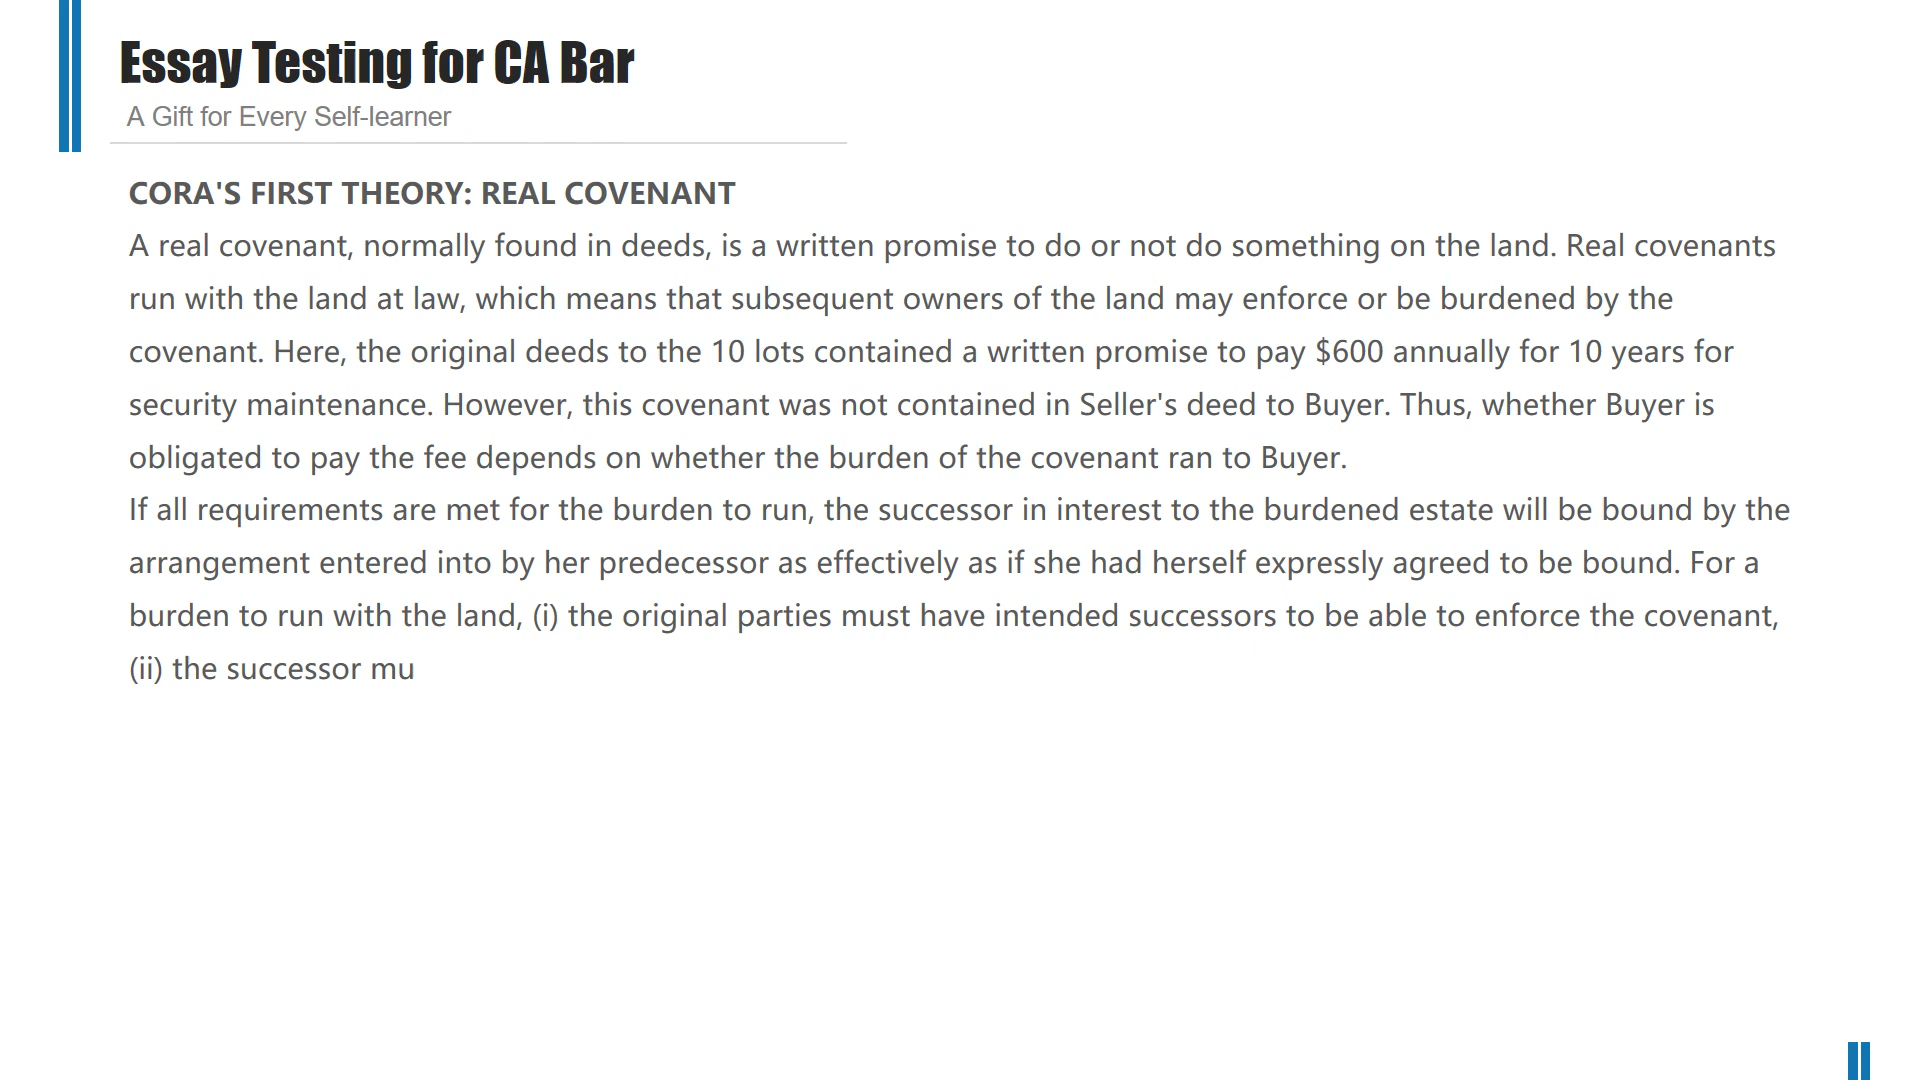 Essay Testing for CA Bar
A Gift for Every Self-learner
CORA'S FIRST THEORY: REAL COVENANT
A real covenant, normally found in deeds, is a written promise to do or not do something on the land. Real covenants
run with the land at law, which means that subsequent owners of the land may enforce or be burdened by the
covenant. Here, the original deeds to the 10 lots contained a written promise to pay $600 annually for 10 years for
security maintenance. However, this covenant was not contained in Seller's deed to Buyer. Thus, whether Buyer is
obligated to pay the fee depends on whether the burden of the covenant ran to Buyer.
If all requirements are met for the burden to run, the successor in interest to the burdened estate will be bound by the
arrangement entered into by her predecessor as effectively as if she had herself expressly agreed to be bound. For a
burden to run with the land, (i) the original parties must have intended successors to be able to enforce the covenant,
(ii) the successor mu